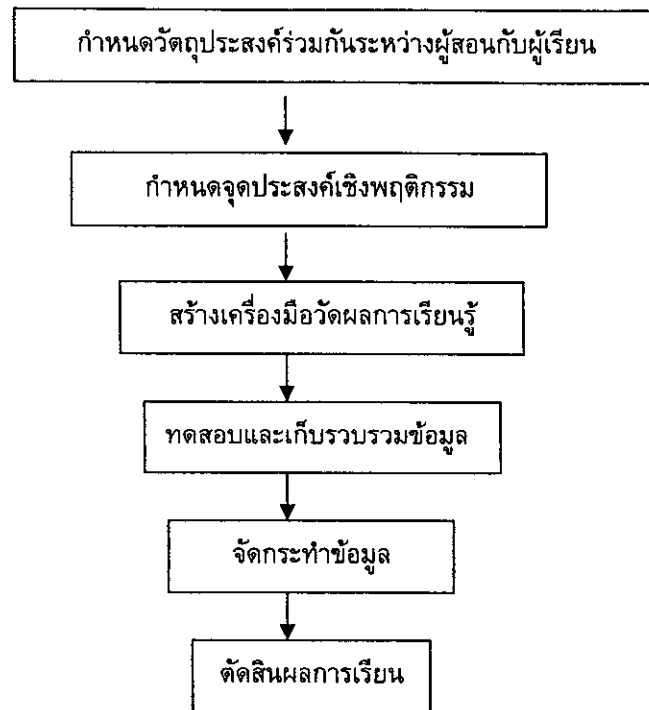 กำหนดวัตถุประสงค์ร่วมกันระหว่างผู้สอนกับผู้เรียน
กำหนดจุดประสงค์เชิงพฤติกรรม
สร้างเครื่องมือวัดผลการเรียนรู้
ทดสอบและเก็บรวบรวมข้อมูล
จัดกระทำข้อมูล
ตัดสินผลการเรียน